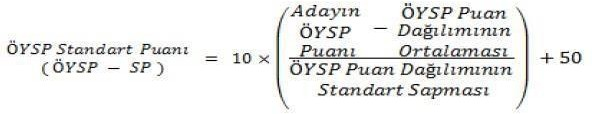 ÖYSP Standart Puanı
( ÖYSP − SP )
= 10 ×
Adayın ÖYSP Puan
ÖYSP − Dağılımının
Puanı Ortalaması
ÖYSP Puan Dağılımının
Standart Sapması
+ 50